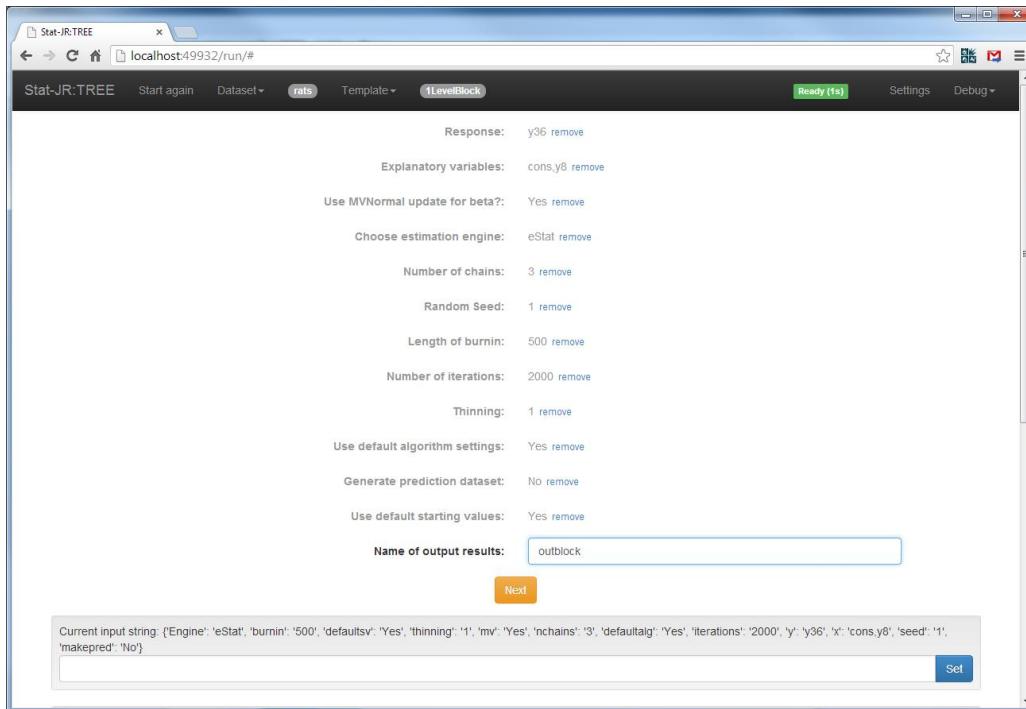 Stat-JR:TREE
localhost:49932/run/#
Stat-JR:TREE Start again Dataset rats Template 1LevelBlock Ready (1s) Settings Debug
Response: y36 remove
Explanatory variables: cons,y8 remove
Use MVNormal update for beta?: Yes remove
Choose estimation engine: eStat remove
Number of chains: 3 remove
Random Seed: 1 remove
Length of burnin: 500 remove
Number of iterations: 2000 remove
Thinning: 1 remove
Use default algorithm settings: Yes remove
Generate prediction dataset: No remove
Use default starting values: Yes remove
Name of output results: outblock
Next
Current input string: {'Engine': 'eStat', 'burnin': '500', 'defaultsv': 'Yes', 'thinning': '1', 'mv': 'Yes', 'nchains': '3', 'defaultalg': 'Yes', 'iterations': '2000', 'y': 'y36', 'x': 'cons,y8', 'seed': '1',
'makepred': 'No'}
Set